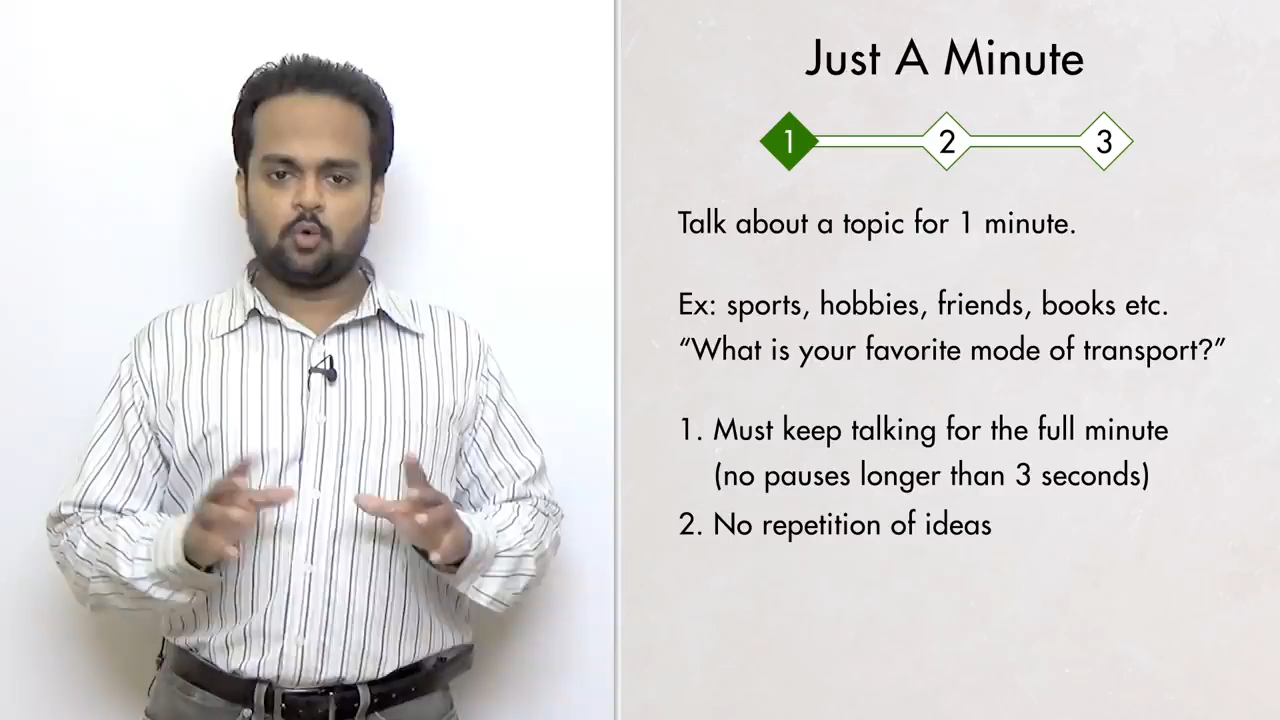 Just A Minute
1 2 3
Talk about a topic for 1 minute.
Ex: sports, hobbies, friends, books etc.
“What is your favorite mode of transport?”
1. Must keep talking for the full minute
(no pauses longer than 3 seconds)
2. No repetition of ideas